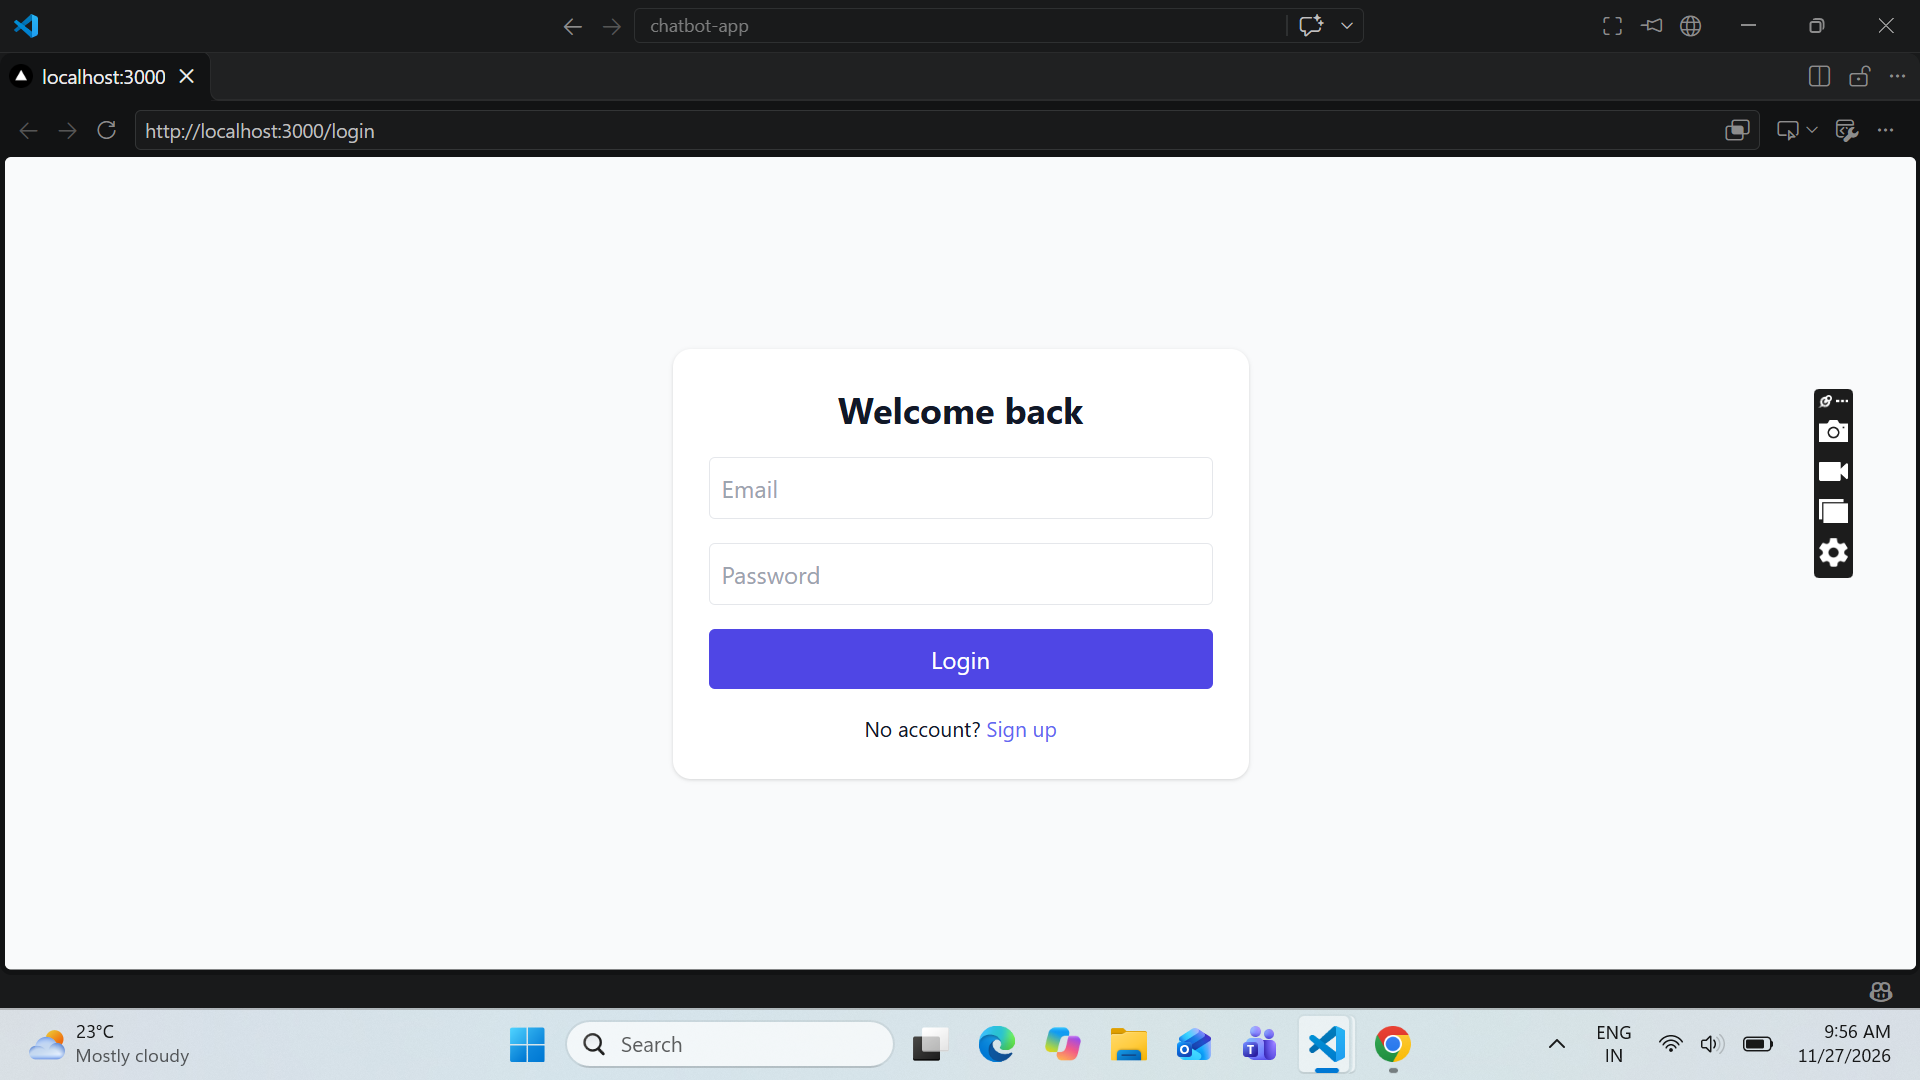 chatbot-app
localhost:3000
http://localhost:3000/login
Welcome back
Email
Password
Login
No account? Sign up
23°C
Mostly cloudy
Search
ENG
IN
9:56 AM
11/27/2026